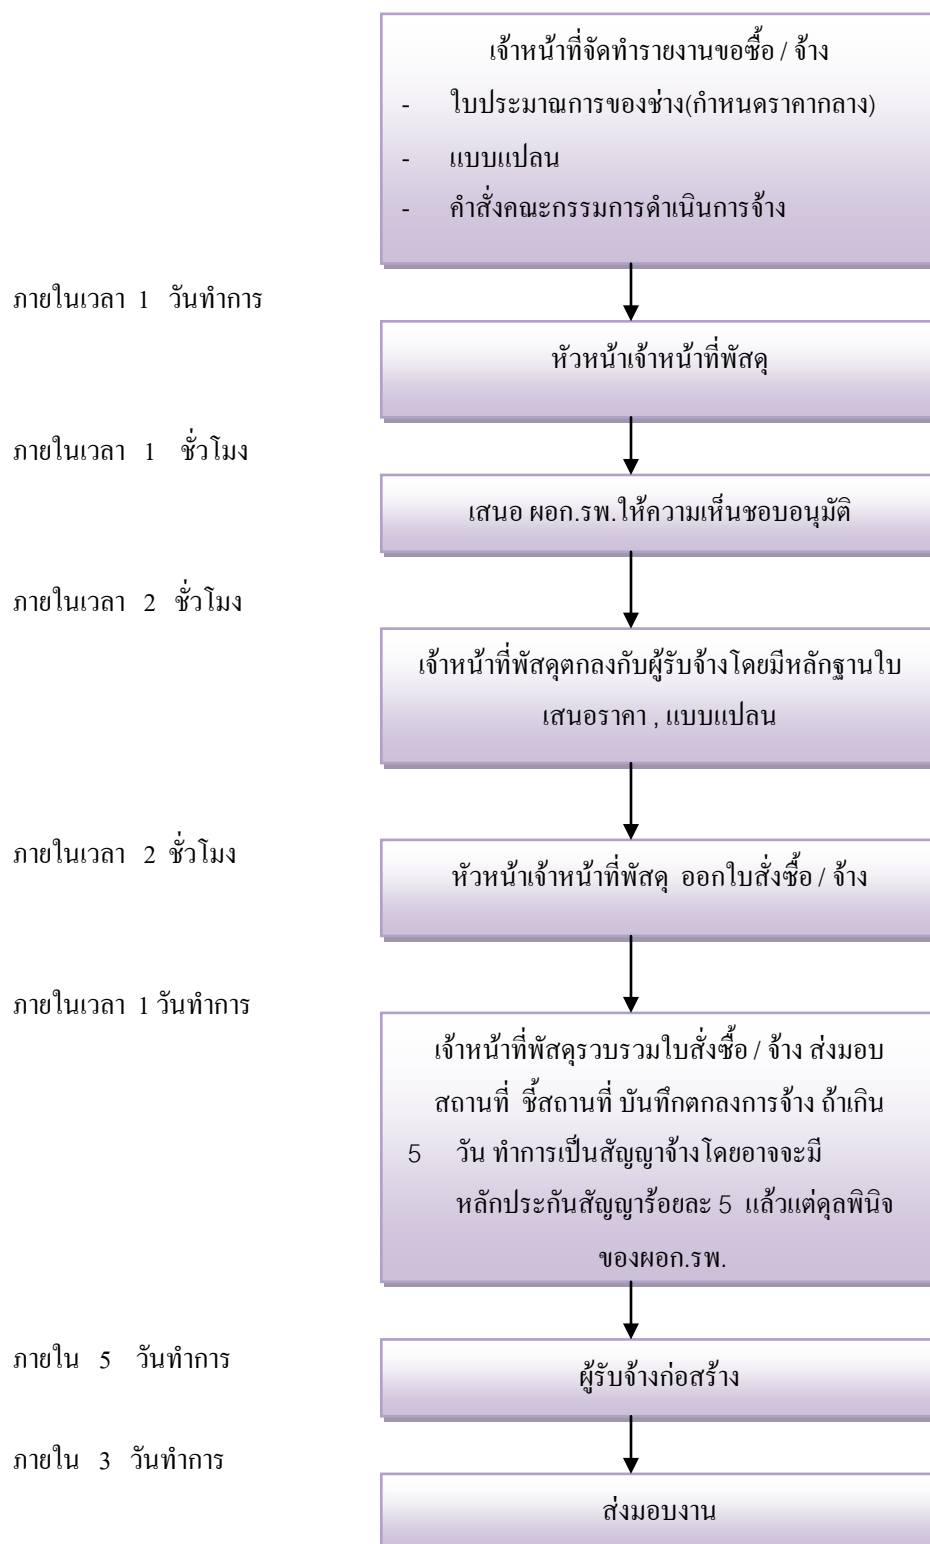 เจ้าหน้าที่จัดทำรายงานขอซื้อ / จ้าง
- ใบประมาณการของช่าง(กำหนดราคากลาง)
- แบบแปลน
- คำสั่งคณะกรรมการดำเนินการจ้าง
ภายในเวลา 1 วันทำการ
หัวหน้าเจ้าหน้าที่พัสดุ
ภายในเวลา 1 ชั่วโมง
เสนอ ผอก.รพ.ให้ความเห็นชอบอนุมัติ
ภายในเวลา 2 ชั่วโมง
เจ้าหน้าที่พัสดุตกลงกับผู้รับจ้างโดยมีหลักฐานใบ
เสนอราคา , แบบแปลน
ภายในเวลา 2 ชั่วโมง
หัวหน้าเจ้าหน้าที่พัสดุ ออกใบสั่งซื้อ / จ้าง
ภายในเวลา 1 วันทำการ
เจ้าหน้าที่พัสดุรวบรวมใบสั่งซื้อ / จ้าง ส่งมอบ
สถานที่ ชี้สถานที่ บันทึกตกลงการจ้าง ถ้าเกิน
5 วัน ทำการเป็นสัญญาจ้างโดยอาจจะมี
หลักประกันสัญญาร้อยละ 5 แล้วแต่ดุลพินิจ
ของผอก.รพ.
ภายใน 5 วันทำการ
ผู้รับจ้างก่อสร้าง
ภายใน 3 วันทำการ
ส่งมอบงาน